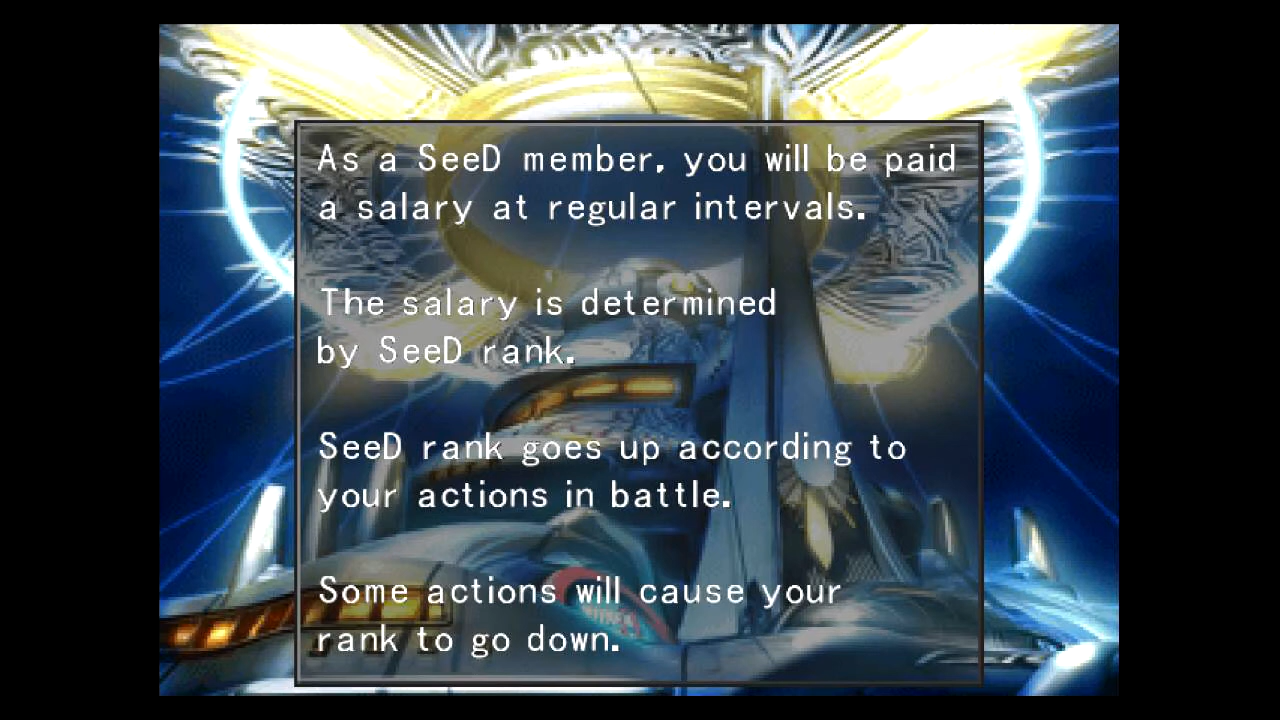 As a SeeD member, you will be paid
a salary at regular intervals.
The salary is determined
by SeeD rank.
SeeD rank goes up according to
your actions in battle.
Some actions will cause your
rank to go down.